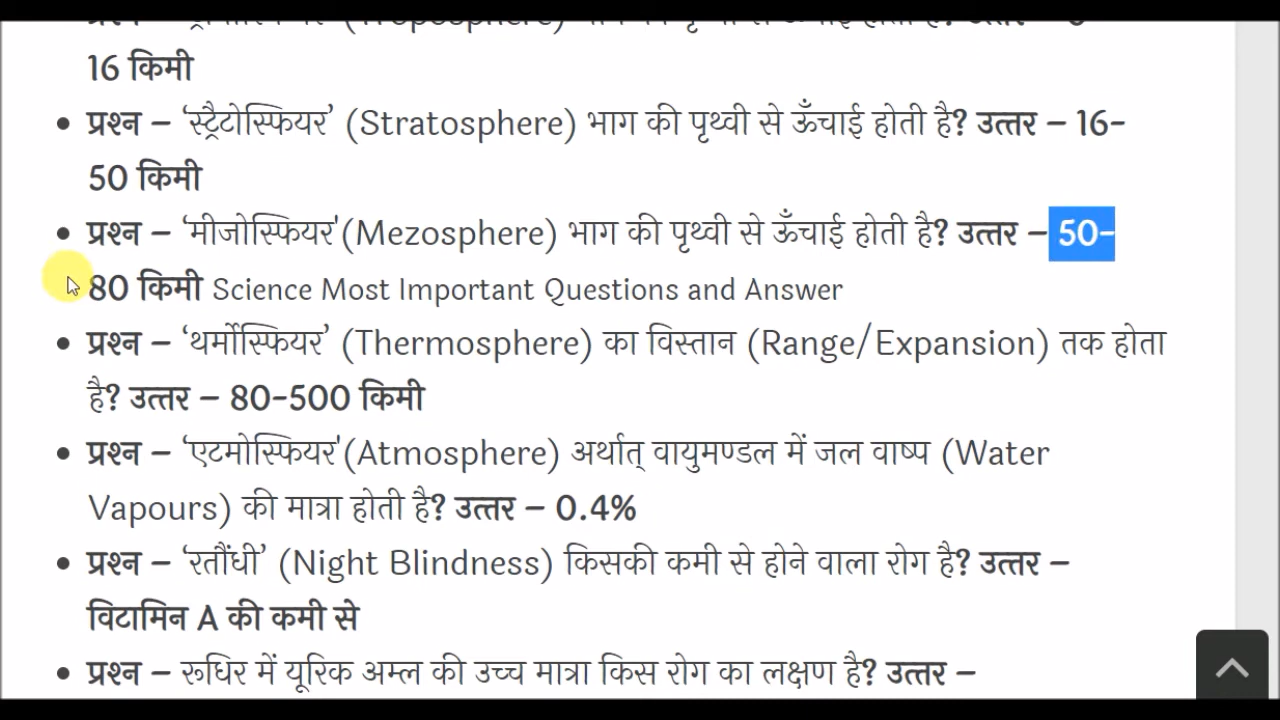 16 किमी
प्रश्न – ‘स्ट्रैटोस्फियर’ (Stratosphere) भाग की पृथ्वी से ऊँचाई होती है? उत्तर – 16-
50 किमी
प्रश्न – ‘मीजोस्फियर'(Mezosphere) भाग की पृथ्वी से ऊँचाई होती है? उत्तर – 50-
80 किमी Science Most Important Questions and Answer
प्रश्न – ‘थर्मोस्फियर’ (Thermosphere) का विस्तान (Range/Expansion) तक होता
है? उत्तर – 80-500 किमी
प्रश्न – ‘एटमोस्फियर'(Atmosphere) अर्थात् वायुमण्डल में जल वाष्प (Water
Vapours) की मात्रा होती है? उत्तर – 0.4%
प्रश्न – ‘रतौंधी’ (Night Blindness) किसकी कमी से होने वाला रोग है? उत्तर –
विटामिन A की कमी से
प्रश्न – रूधिर में यूरिक अम्ल की उच्च मात्रा किस रोग का लक्षण है? उत्तर –